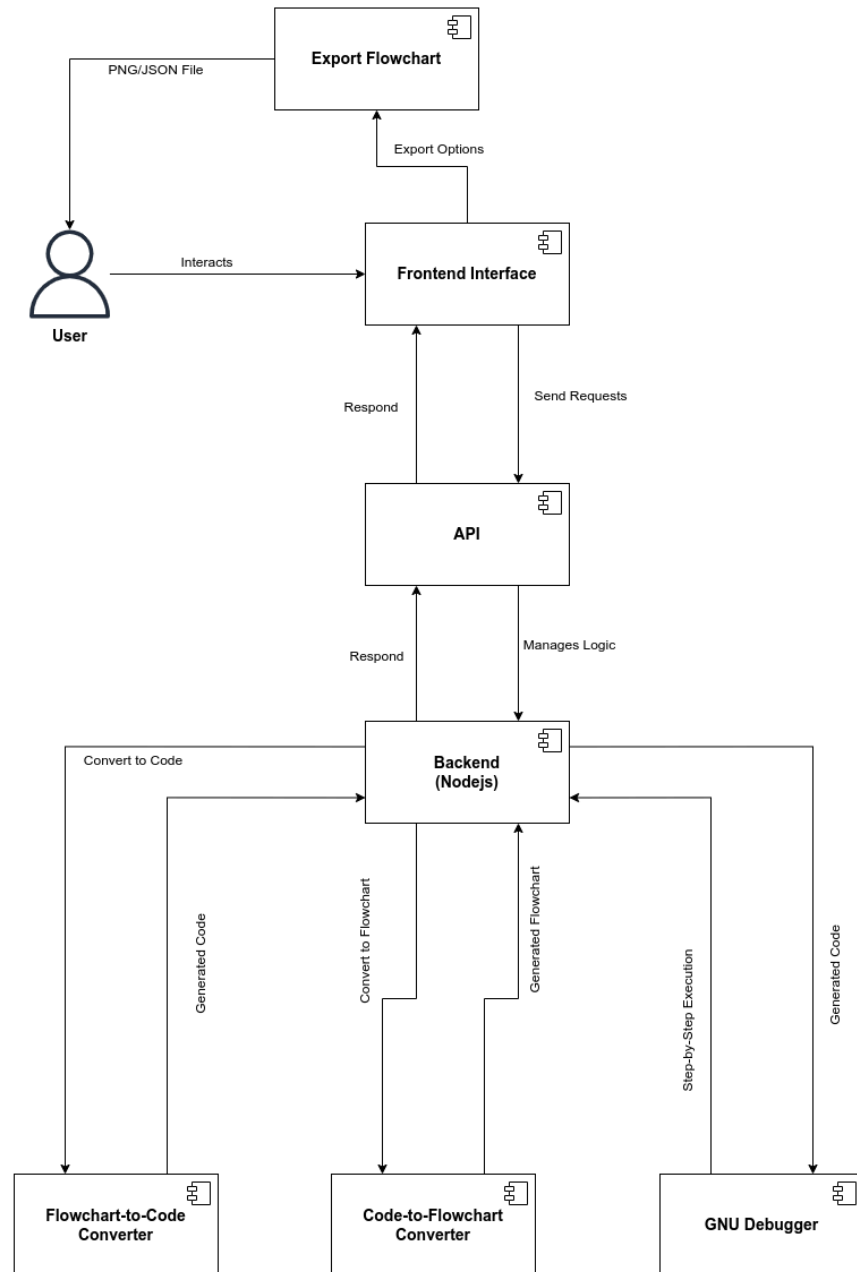 Export Flowchart
PNG/JSON File
Export Options
Interacts
Frontend Interface
User
Send Requests
Respond
API
Manages Logic
Respond
Convert to Code
Backend
(Nodejs)
Generated Code
Convert to Flowchart
Generated Flowchart
Step-by-Step Execution
Generated Code
Flowchart-to-Code
Converter
Code-to-Flowchart
Converter
GNU Debugger